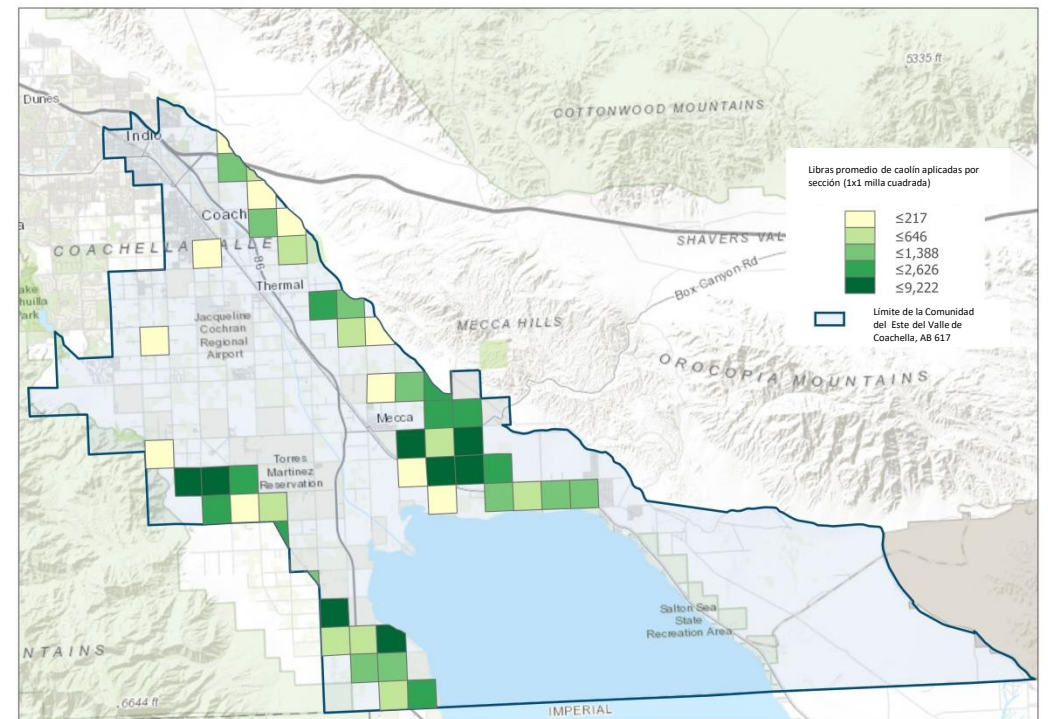 5335 ft
Dunes
COTTONWOOD MOUNTAINS
Indio
Libras promedio de caolín aplicadas por
sección (1x1 milla cuadrada)
≤217
≤646
≤1,388
≤2,626
≤9,222
Límite de la Comunidad
del Este del Valle de
Coachella, AB 617
Coach
a
COACHELLA VALLEY
SHAVERS VAL
86
Box Canyon Rd
Thermal
ake
huilla
Park
Jacqueline
Cochran
Regional
Airport
MECCA HILLS
OROCOPIA MOUNTAINS
Mecca
Torres
Martinez
Reservation
Salton Sea
State
Recreation Area
NTAINS
6644 ft
IMPERIAL